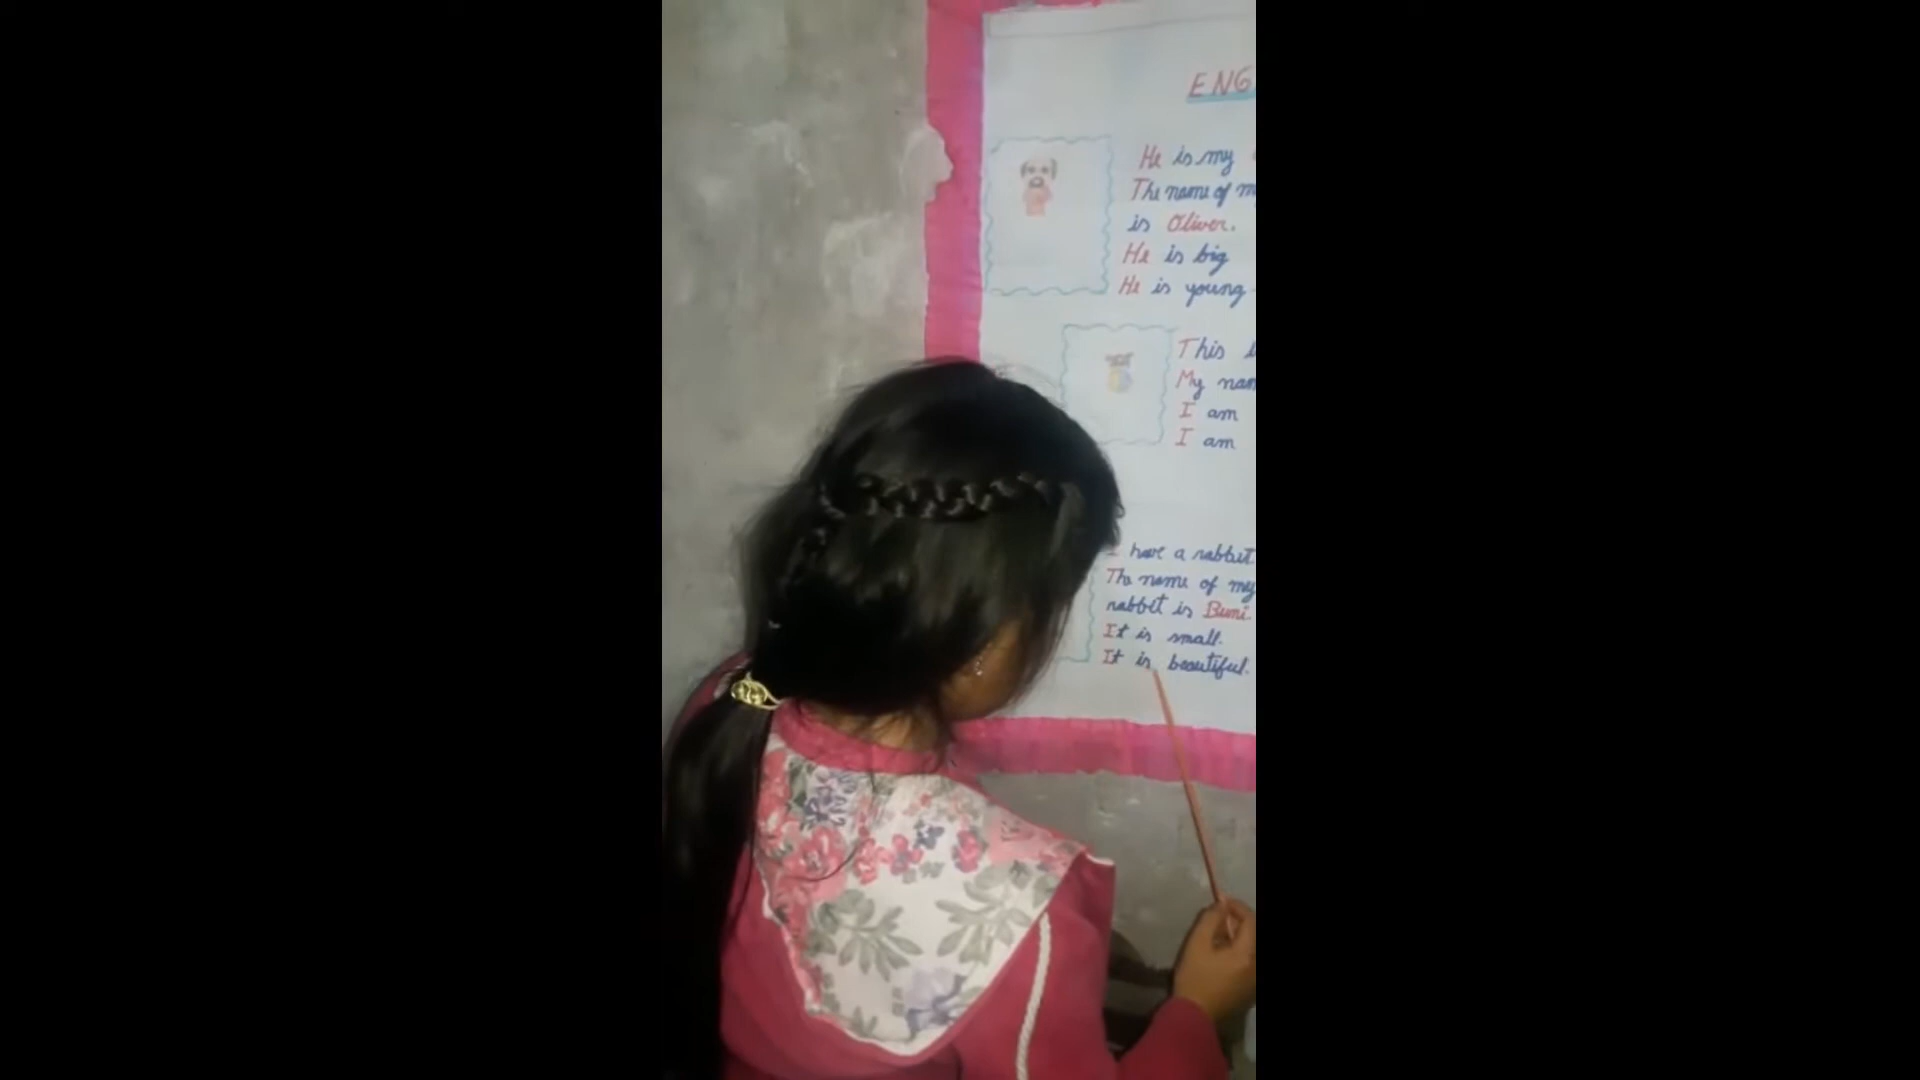 ENG
He is my
The name of m
is Oliver.
He is big
He is young
This
My nam
I am
I am
I have a rabbit
The name of my
rabbit is Buni.
It is small.
It is beautiful.